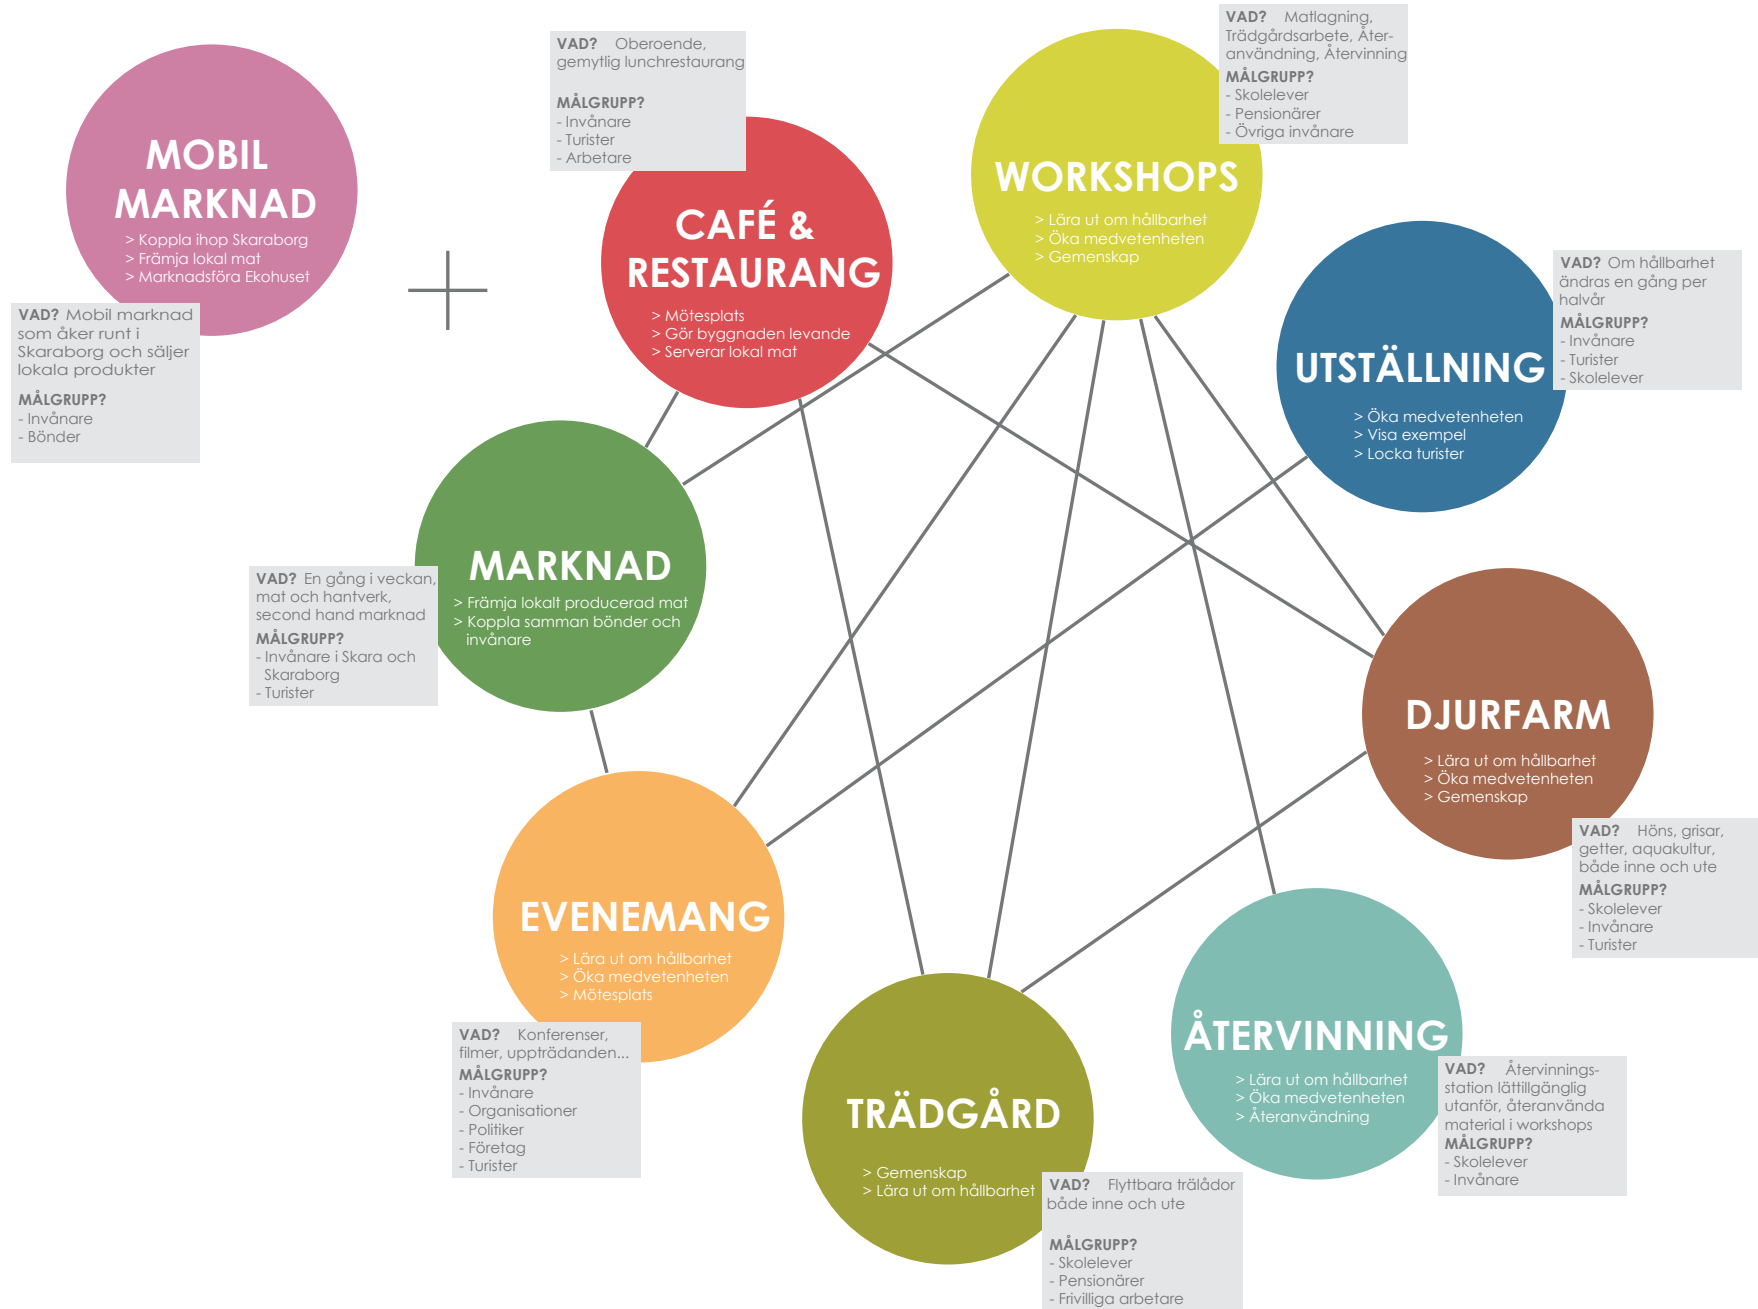 MOBIL
MARKNAD
> Koppla ihop Skaraborg
> Främja lokal mat
> Marknadsföra Ekohuset
VAD? Mobil marknad
som åker runt i
Skaraborg och säljer
lokala produkter
MÅLGRUPP?
- Invånare
- Bönder
VAD? Oberoende,
gemytlig lunchrestaurang
MÅLGRUPP?
- Invånare
- Turister
- Arbetare
CAFÉ &
RESTAURANG
> Mötesplats
> Gör byggnaden levande
> Serverar lokal mat
VAD? Matlagning,
Trädgårdsarbete, Åter-
användning, Återvinning
MÅLGRUPP?
- Skolelever
- Pensionärer
- Övriga invånare
WORKSHOPS
> Lära ut om hållbarhet
> Öka medvetenheten
> Gemenskap
VAD? Om hållbarhet
ändras en gång per
halvår
MÅLGRUPP?
- Invånare
- Turister
- Skolelever
UTSTÄLLNING
> Öka medvetenheten
> Visa exempel
> Locka turister
MARKNAD
> Främja lokalt producerad mat
> Koppla samman bönder och
invånare
VAD? En gång i veckan,
mat och hantverk,
second hand marknad
MÅLGRUPP?
- Invånare i Skara och
Skaraborg
- Turister
DJURFARM
> Lära ut om hållbarhet
> Öka medvetenheten
> Gemenskap
VAD? Höns, grisar,
getter, aquakultur,
både inne och ute
MÅLGRUPP?
- Skolelever
- Invånare
- Turister
EVENEMANG
> Lära ut om hållbarhet
> Öka medvetenheten
> Mötesplats
VAD? Konferenser,
filmer, uppträdanden...
MÅLGRUPP?
- Invånare
- Organisationer
- Politiker
- Företag
- Turister
TRÄDGÅRD
> Gemenskap
> Lära ut om hållbarhet
VAD? Flyttbara trälådor
både inne och ute
MÅLGRUPP?
- Skolelever
- Pensionärer
- Frivilliga arbetare
ÅTERVINNING
> Lära ut om hållbarhet
> Öka medvetenheten
> Återanvändning
VAD? Återvinnings-
station lättillgänglig
utanför, återanvända
material i workshops
MÅLGRUPP?
- Skolelever
- Invånare